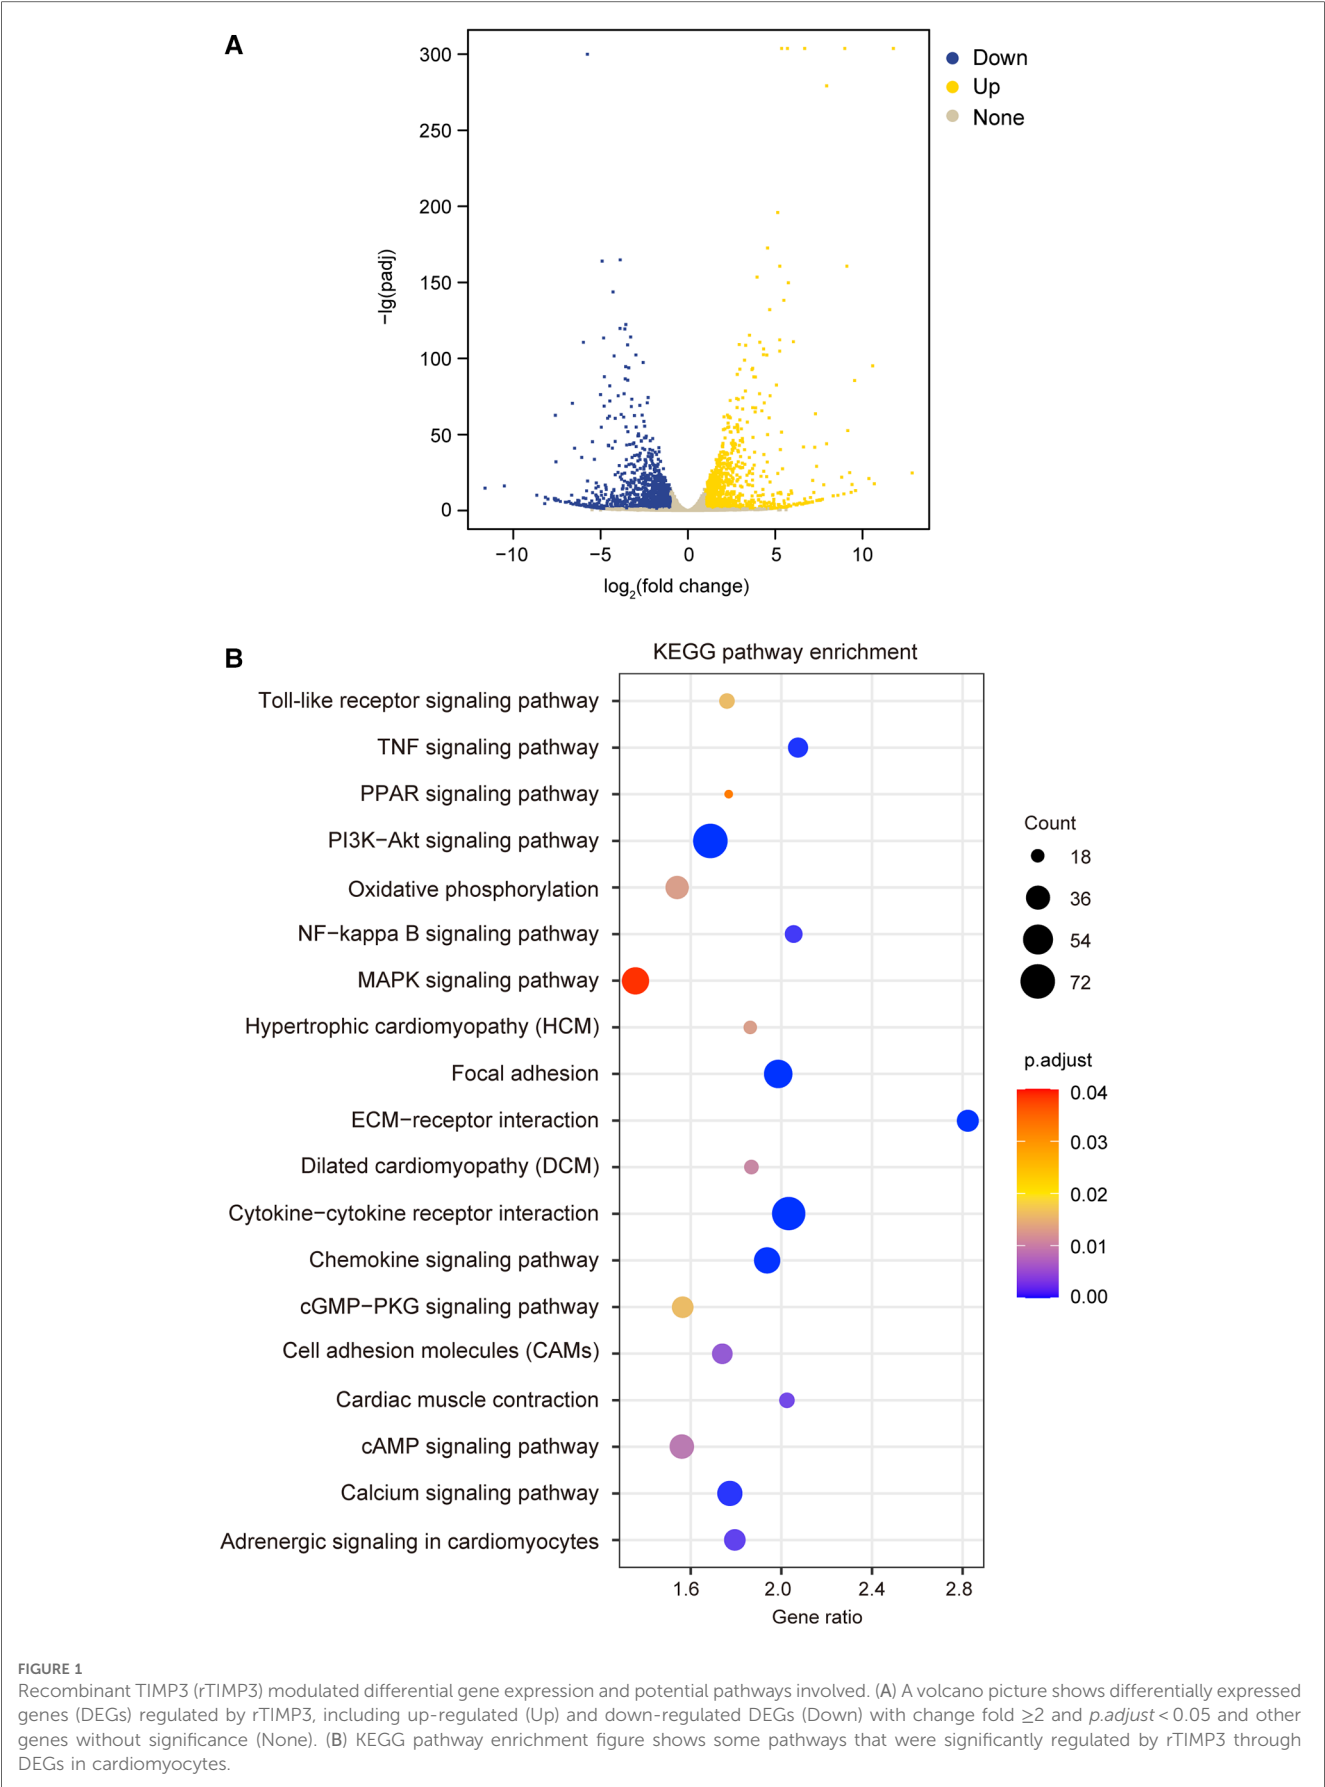 A
300
250
200
150
100
50
0
−lg(padj)
−10 −5 0 5 10
log2(fold change)
Down
Up
None
B
KEGG pathway enrichment
Toll-like receptor signaling pathway
TNF signaling pathway
PPAR signaling pathway
PI3K−Akt signaling pathway
Oxidative phosphorylation
NF−kappa B signaling pathway
MAPK signaling pathway
Hypertrophic cardiomyopathy (HCM)
Focal adhesion
ECM−receptor interaction
Dilated cardiomyopathy (DCM)
Cytokine−cytokine receptor interaction
Chemokine signaling pathway
cGMP−PKG signaling pathway
Cell adhesion molecules (CAMs)
Cardiac muscle contraction
cAMP signaling pathway
Calcium signaling pathway
Adrenergic signaling in cardiomyocytes
1.6 2.0 2.4 2.8
Gene ratio
Count
18
36
54
72
p.adjust
0.04
0.03
0.02
0.01
0.00
FIGURE 1
Recombinant TIMP3 (rTIMP3) modulated differential gene expression and potential pathways involved. (A) A volcano picture shows differentially expressed
genes (DEGs) regulated by rTIMP3, including up-regulated (Up) and down-regulated DEGs (Down) with change fold ≥2 and p.adjust < 0.05 and other
genes without significance (None). (B) KEGG pathway enrichment figure shows some pathways that were significantly regulated by rTIMP3 through
DEGs in cardiomyocytes.